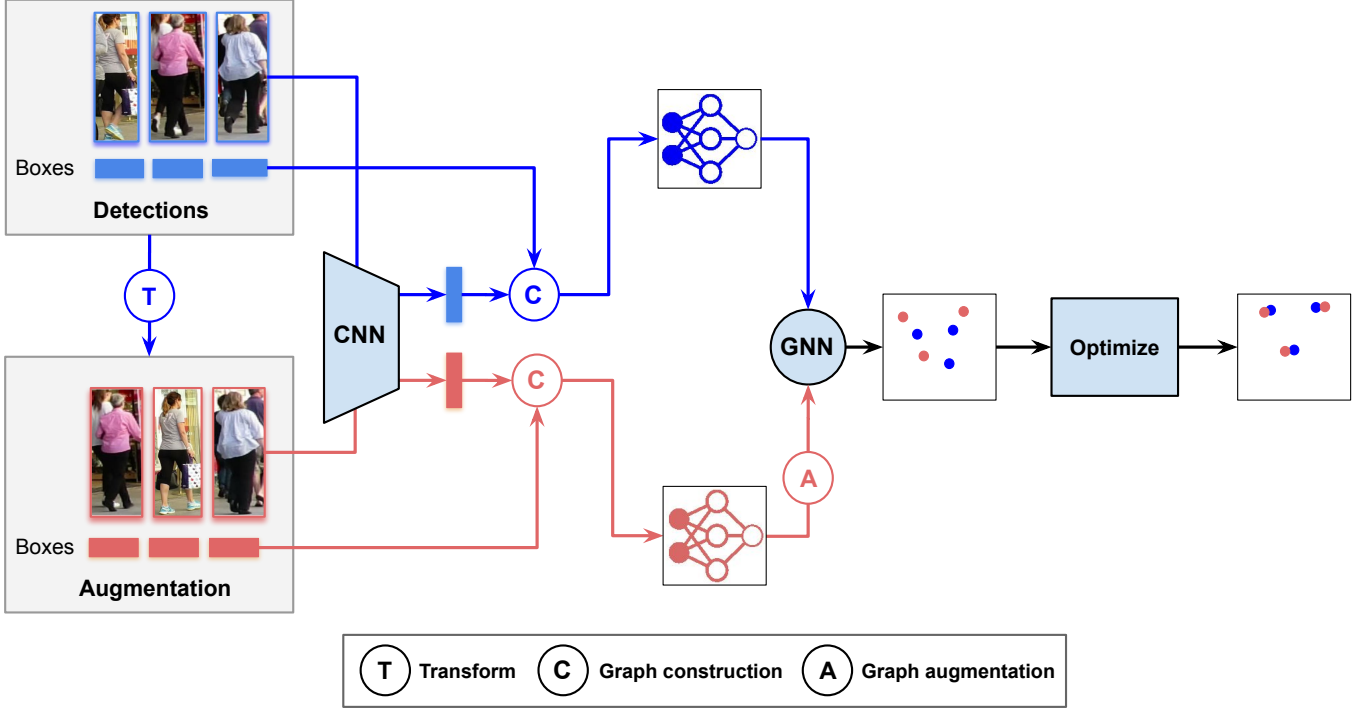 Boxes
Detections
T
C
CNN
GNN
Optimize
C
A
Boxes
Augmentation
T Transform C Graph construction A Graph augmentation